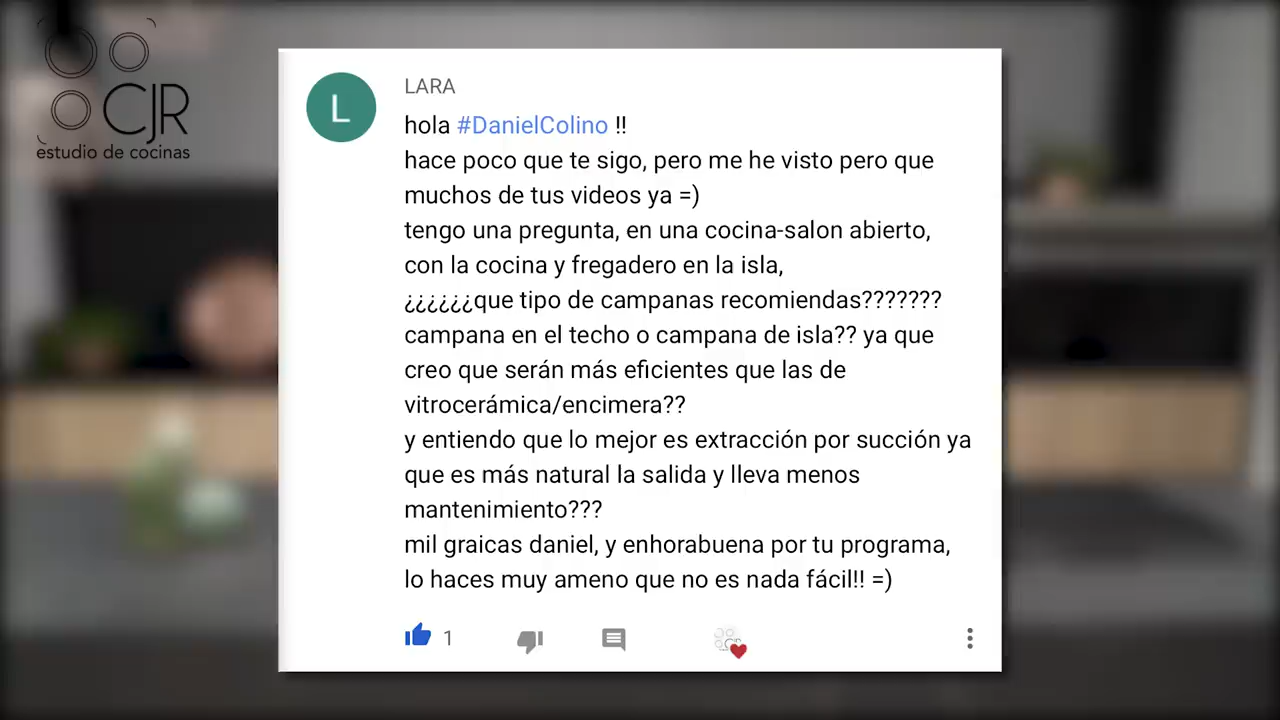 CJR
estudio de cocinas
L
LARA
hola #DanielColino !!
hace poco que te sigo, pero me he visto pero que
muchos de tus videos ya =)
tengo una pregunta, en una cocina-salon abierto,
con la cocina y fregadero en la isla,
¿¿¿¿¿¿que tipo de campanas recomiendas???????
campana en el techo o campana de isla?? ya que
creo que serán más eficientes que las de
vitrocerámica/encimera??
y entiendo que lo mejor es extracción por succión ya
que es más natural la salida y lleva menos
mantenimiento???
mil graicas daniel, y enhorabuena por tu programa,
lo haces muy ameno que no es nada fácil!! =)
1